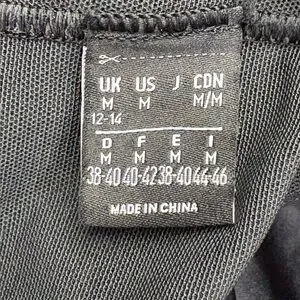 UK US J CDN
M M M/M
12-14
D F E I
M M M M
38-40 40-42 38-40 44-46
MADE IN CHINA